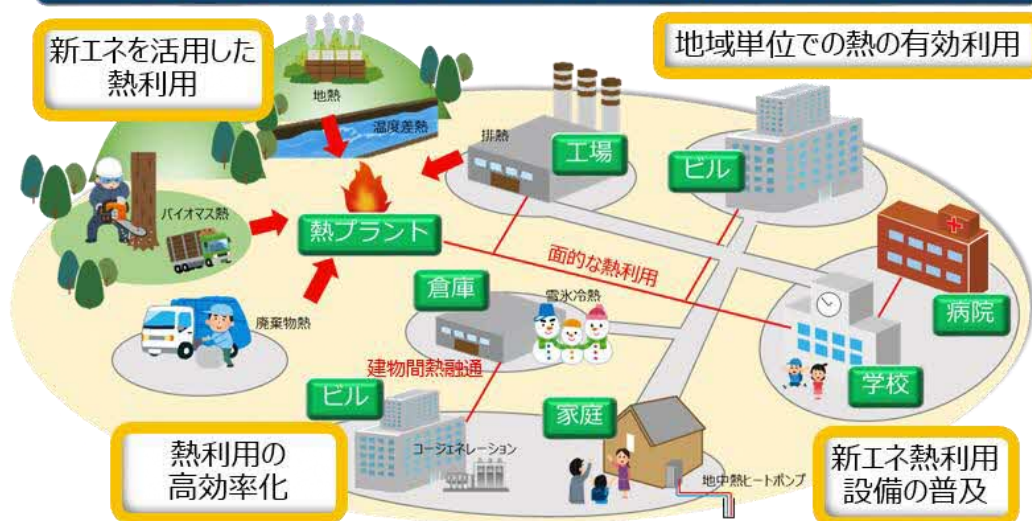 新エネを活用した
熱利用
地域単位での熱の有効利用
地熱
温度差熱
排熱
工場
ビル
バイオマス熱
熱プラント
面的な熱利用
病院
倉庫
雪氷冷熱
廃棄物熱
学校
建物間熱融通
ビル
家庭
コージェネレーション
地中熱ヒートポンプ
熱利用の
高効率化
新エネ熱利用
設備の普及